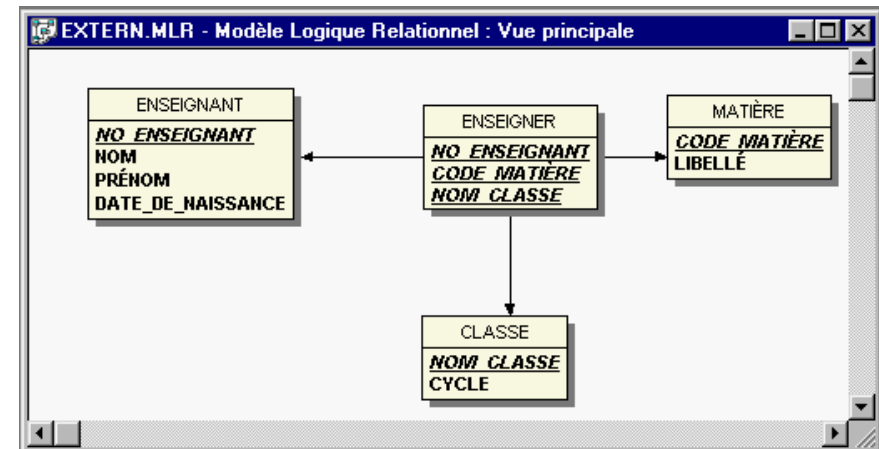 EXTERN.MLR - Modèle Logique Relationnel : Vue principale
ENSEIGNANT
NO_ENSEIGNANT
NOM
PRÉNOM
DATE_DE_NAISSANCE
ENSEIGNER
NO_ENSEIGNANT
CODE_MATIÈRE
NOM_CLASSE
MATIÈRE
CODE_MATIÈRE
LIBELLÉ
CLASSE
NOM_CLASSE
CYCLE